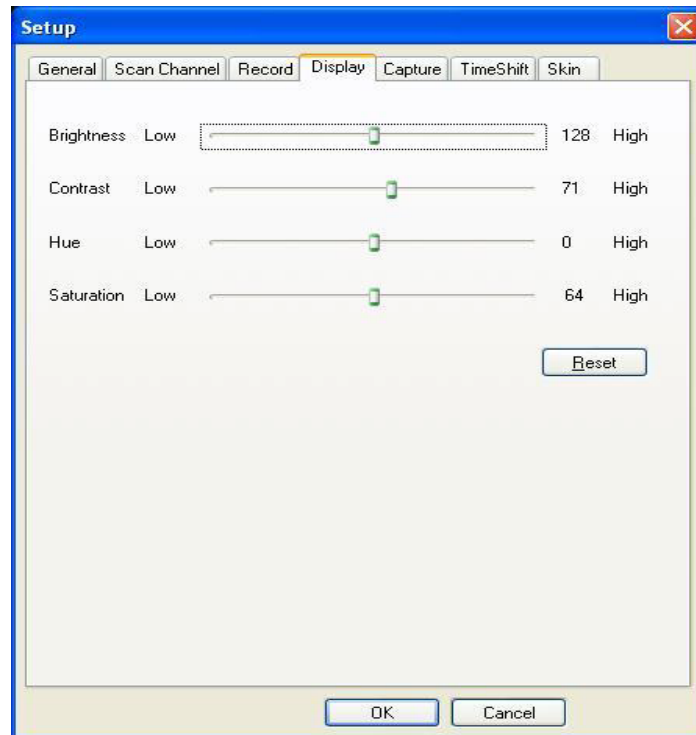 Setup
General Scan Channel Record Display Capture TimeShift Skin
Brightness Low 128 High
Contrast Low 71 High
Hue Low 0 High
Saturation Low 64 High
Reset
OK Cancel